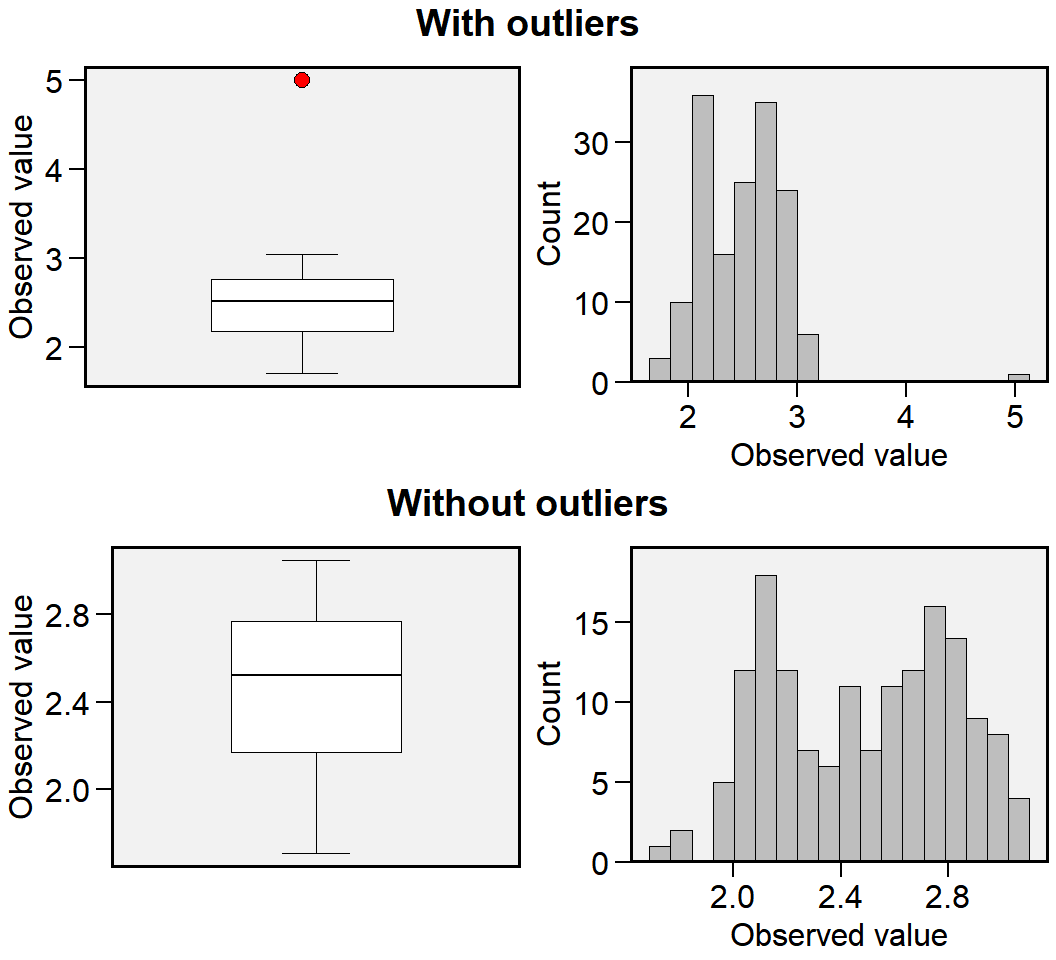 With outliers
Observed value
5
4
3
2
Count
30
20
10
0
2 3 4 5
Observed value
Without outliers
Observed value
2.8
2.4
2.0
Count
15
10
5
0
2.0 2.4 2.8
Observed value